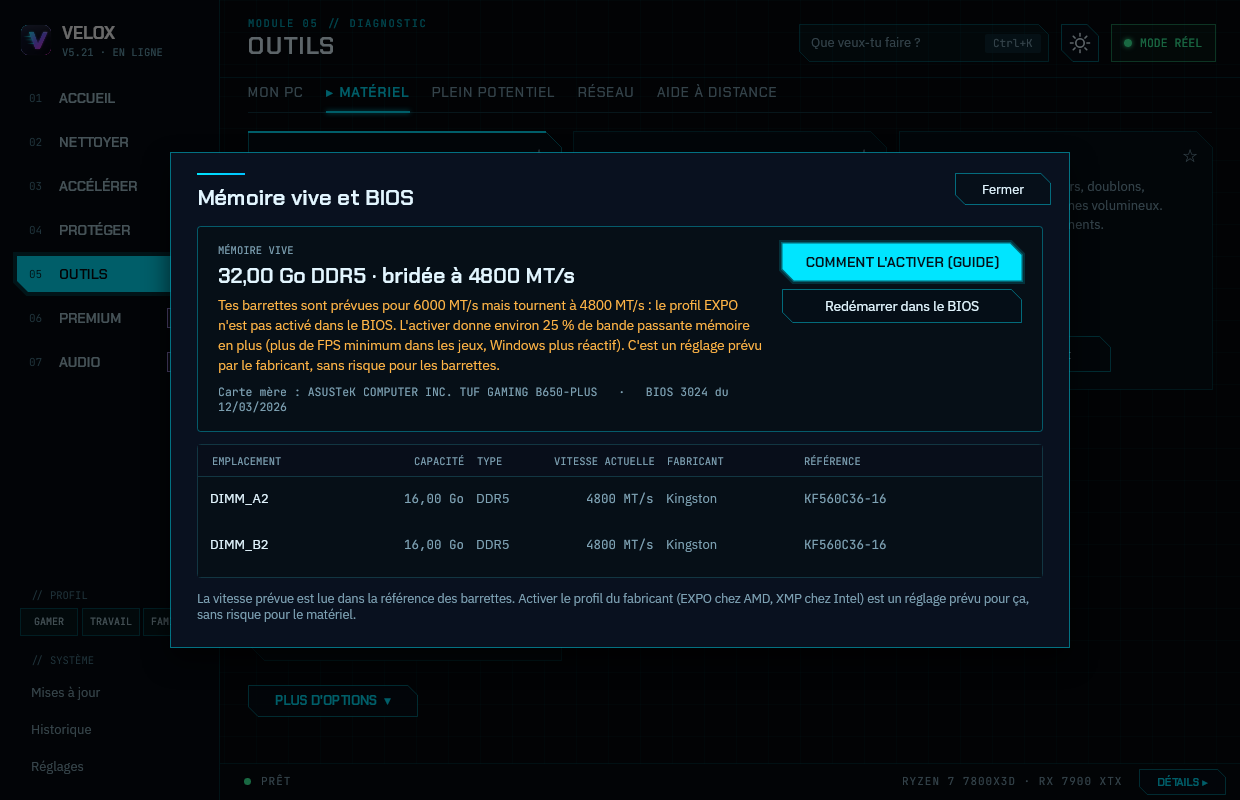 VELOX
V5.21 · EN LIGNE
MODULE 05 // DIAGNOSTIC
OUTILS
Que veux-tu faire ?
Ctrl+K
MODE RÉEL
01 ACCUEIL
02 NETTOYER
03 ACCÉLÉRER
04 PROTÉGER
05 OUTILS
06 PREMIUM
07 AUDIO
MON PC
▸ MATÉRIEL
PLEIN POTENTIEL
RÉSEAU
AIDE À DISTANCE
doublons,
volumineux.
Mémoire vive et BIOS
Fermer
MÉMOIRE VIVE
32,00 Go DDR5 · bridée à 4800 MT/s
Tes barrettes sont prévues pour 6000 MT/s mais tournent à 4800 MT/s : le profil EXPO
n'est pas activé dans le BIOS. L'activer donne environ 25 % de bande passante mémoire
en plus (plus de FPS minimum dans les jeux, Windows plus réactif). C'est un réglage prévu
par le fabricant, sans risque pour les barrettes.
Carte mère : ASUSTeK COMPUTER INC. TUF GAMING B650-PLUS · BIOS 3024 du
12/03/2026
COMMENT L'ACTIVER (GUIDE)
Redémarrer dans le BIOS
EMPLACEMENT CAPACITÉ TYPE VITESSE ACTUELLE FABRICANT RÉFÉRENCE
DIMM_A2 16,00 Go DDR5 4800 MT/s Kingston KF560C36-16
DIMM_B2 16,00 Go DDR5 4800 MT/s Kingston KF560C36-16
La vitesse prévue est lue dans la référence des barrettes. Activer le profil du fabricant (EXPO chez AMD, XMP chez Intel) est un réglage prévu pour ça,
sans risque pour le matériel.
// PROFIL
GAMER
TRAVAIL
// SYSTÈME
Mises à jour
Historique
Réglages
PLUS D'OPTIONS ▾
PRÊT
RYZEN 7 7800X3D · RX 7900 XTX
DÉTAILS ▸